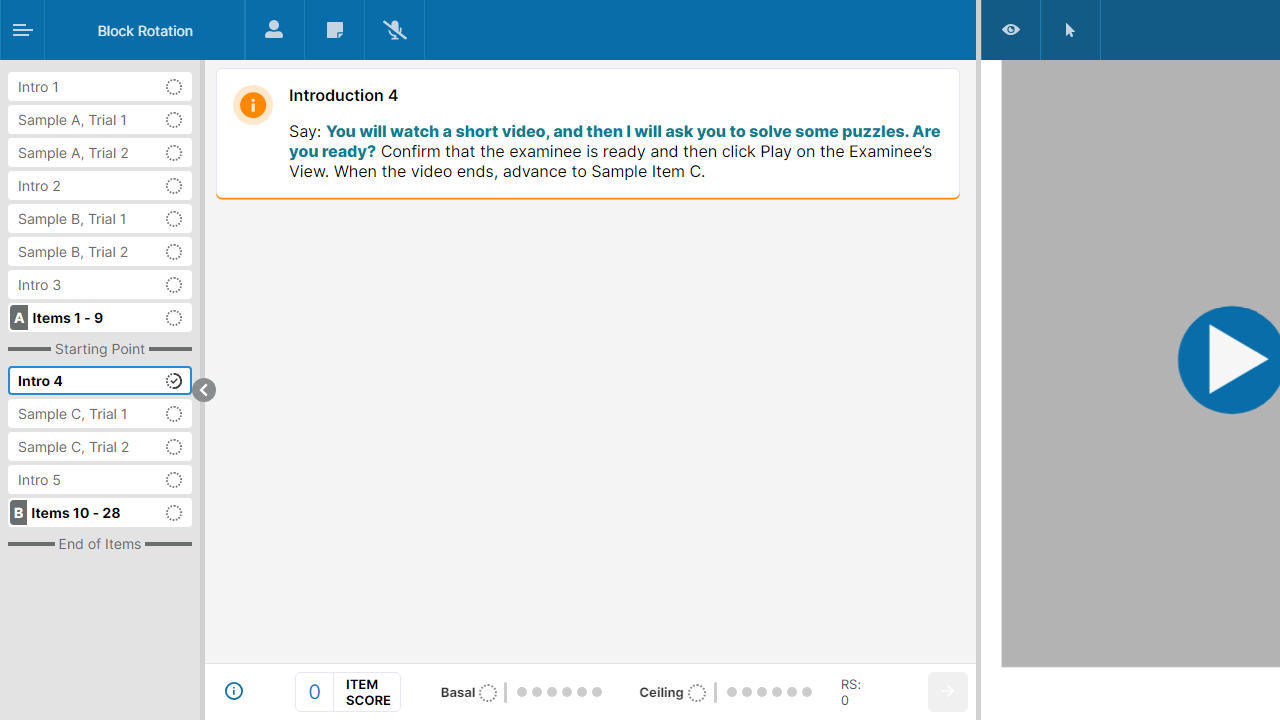 Block Rotation
Intro 1
Sample A, Trial 1
Sample A, Trial 2
Intro 2
Sample B, Trial 1
Sample B, Trial 2
Intro 3
A Items 1 - 9
Starting Point
Intro 4
Sample C, Trial 1
Sample C, Trial 2
Intro 5
B Items 10 - 28
End of Items
Introduction 4
Say: You will watch a short video, and then I will ask you to solve some puzzles. Are
you ready? Confirm that the examinee is ready and then click Play on the Examinee’s
View. When the video ends, advance to Sample Item C.
0 ITEM
SCORE
Basal
Ceiling
RS:
0